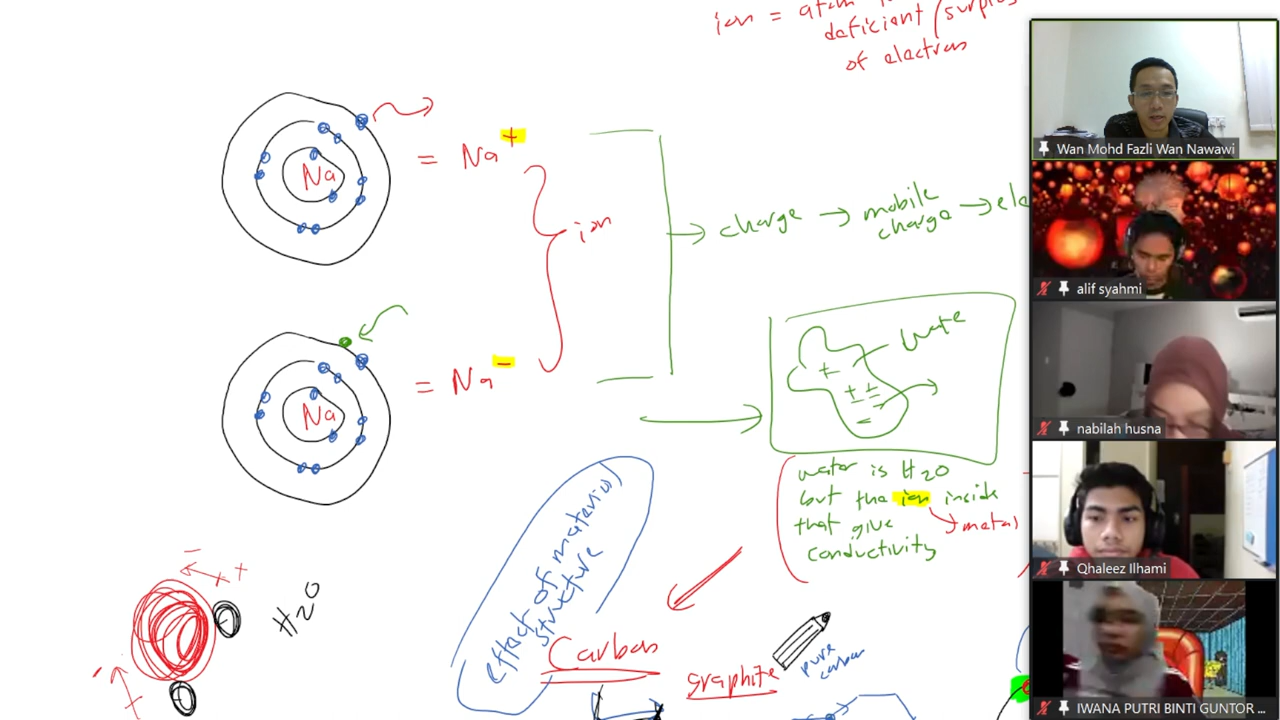 ion = atom
deficient / surplus
of electron
Na
= Na+
ion
charge → mobile charge →
Na
= Na-
Wate
+
+ +
- =
-
water is H2O
but the ion inside
that give → metal
conductivity
effect of material
structure
- + +
H2O
- +
Carbon
graphite
pure
carbon
Wan Mohd Fazli Wan Nawawi
alif syahmi
nabilah husna
Qhaleez Ilhami
IWANA PUTRI BINTI GUNTOR ...